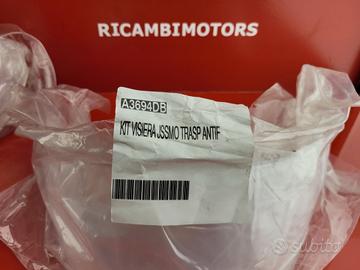 RICAMBIMOTORS
A3694DB
KIT VISIERA JSSMO TRASP ANTIF
subito